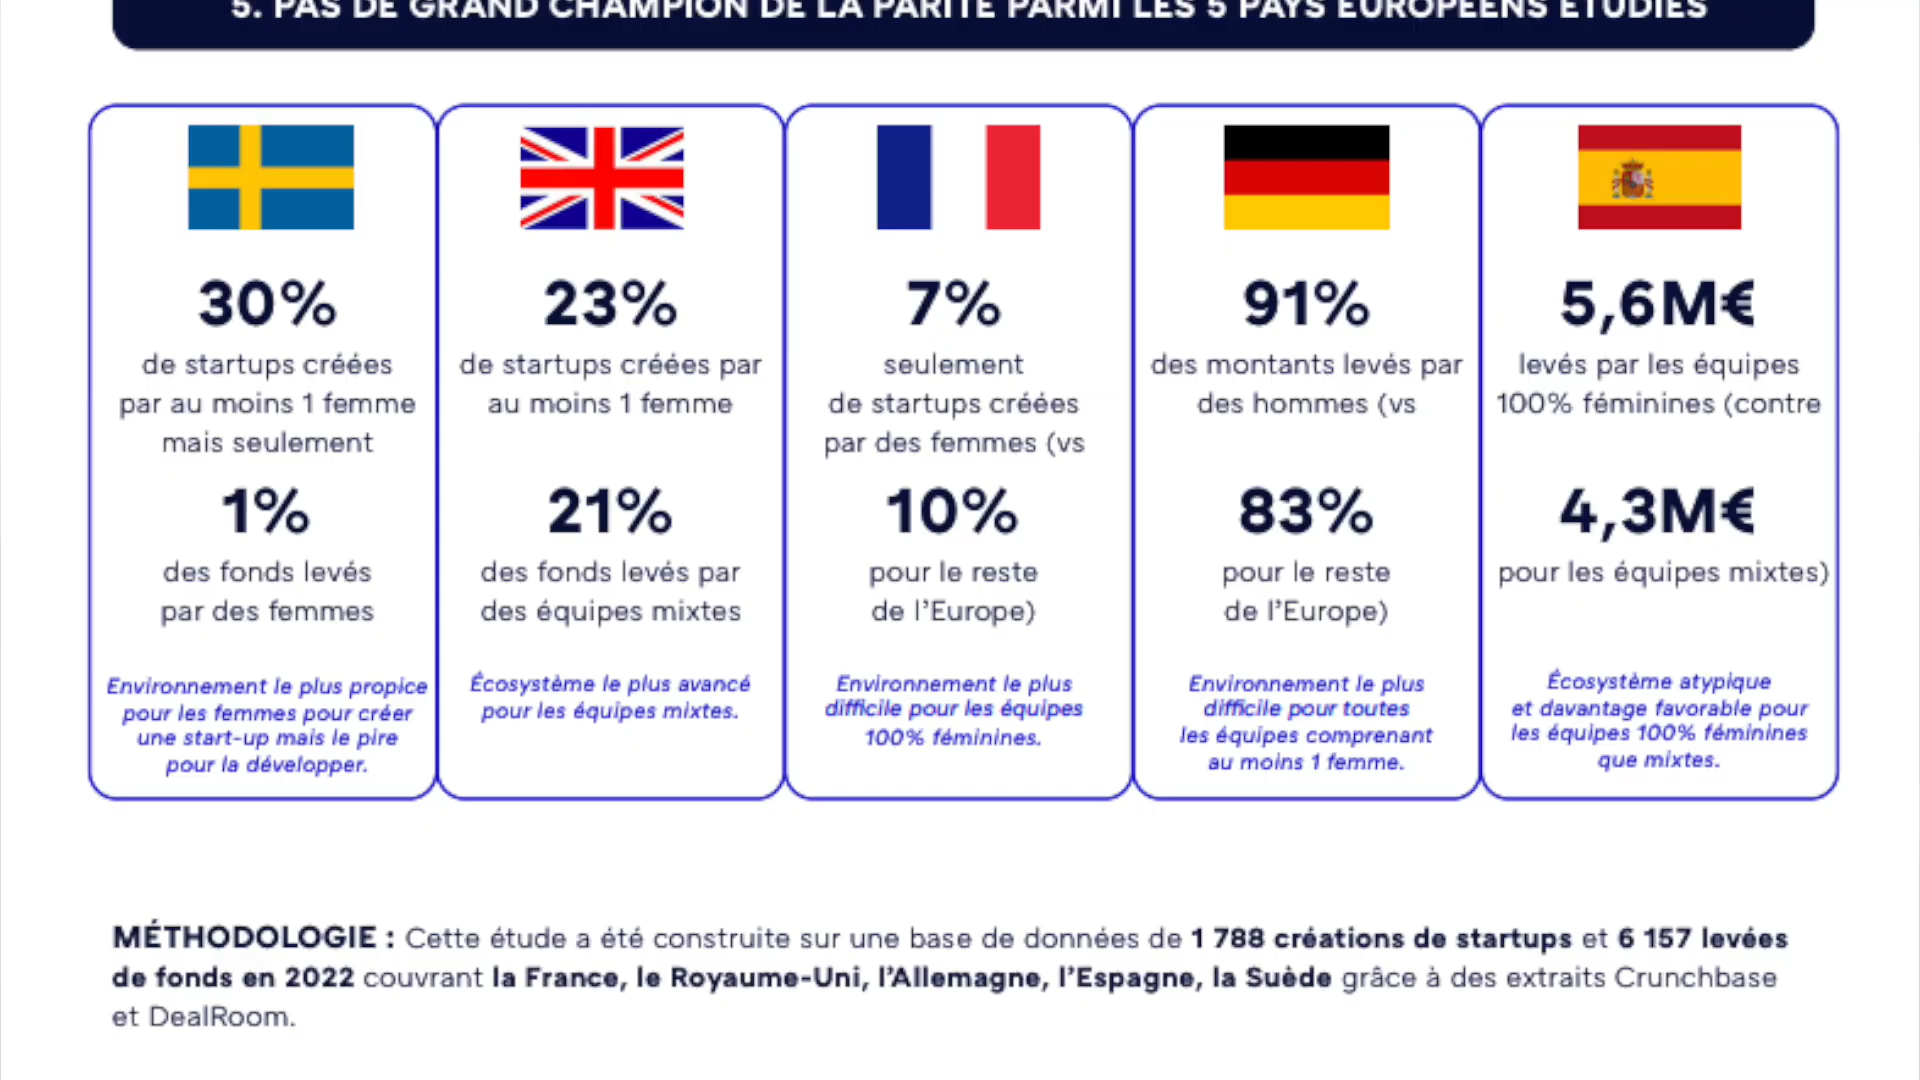 5. PAS DE GRAND CHAMPION DE LA PARITÉ PARMI LES 5 PAYS EUROPÉENS ÉTUDIÉS
30%
de startups créées
par au moins 1 femme
mais seulement
1%
des fonds levés
par des femmes
Environnement le plus propice
pour les femmes pour créer
une start-up mais le pire
pour la développer.
23%
de startups créées par
au moins 1 femme
21%
des fonds levés par
des équipes mixtes
Écosystème le plus avancé
pour les équipes mixtes.
7%
seulement
de startups créées
par des femmes (vs
10%
pour le reste
de l'Europe)
Environnement le plus
difficile pour les équipes
100% féminines.
91%
des montants levés par
des hommes (vs
83%
pour le reste
de l'Europe)
Environnement le plus
difficile pour toutes
les équipes comprenant
au moins 1 femme.
5,6M€
levés par les équipes
100% féminines (contre
4,3M€
pour les équipes mixtes)
Écosystème atypique
et davantage favorable pour
les équipes 100% féminines
que mixtes.
MÉTHODOLOGIE : Cette étude a été construite sur une base de données de 1 788 créations de startups et 6 157 levées
de fonds en 2022 couvrant la France, le Royaume-Uni, l'Allemagne, l'Espagne, la Suède grâce à des extraits Crunchbase
et DealRoom.